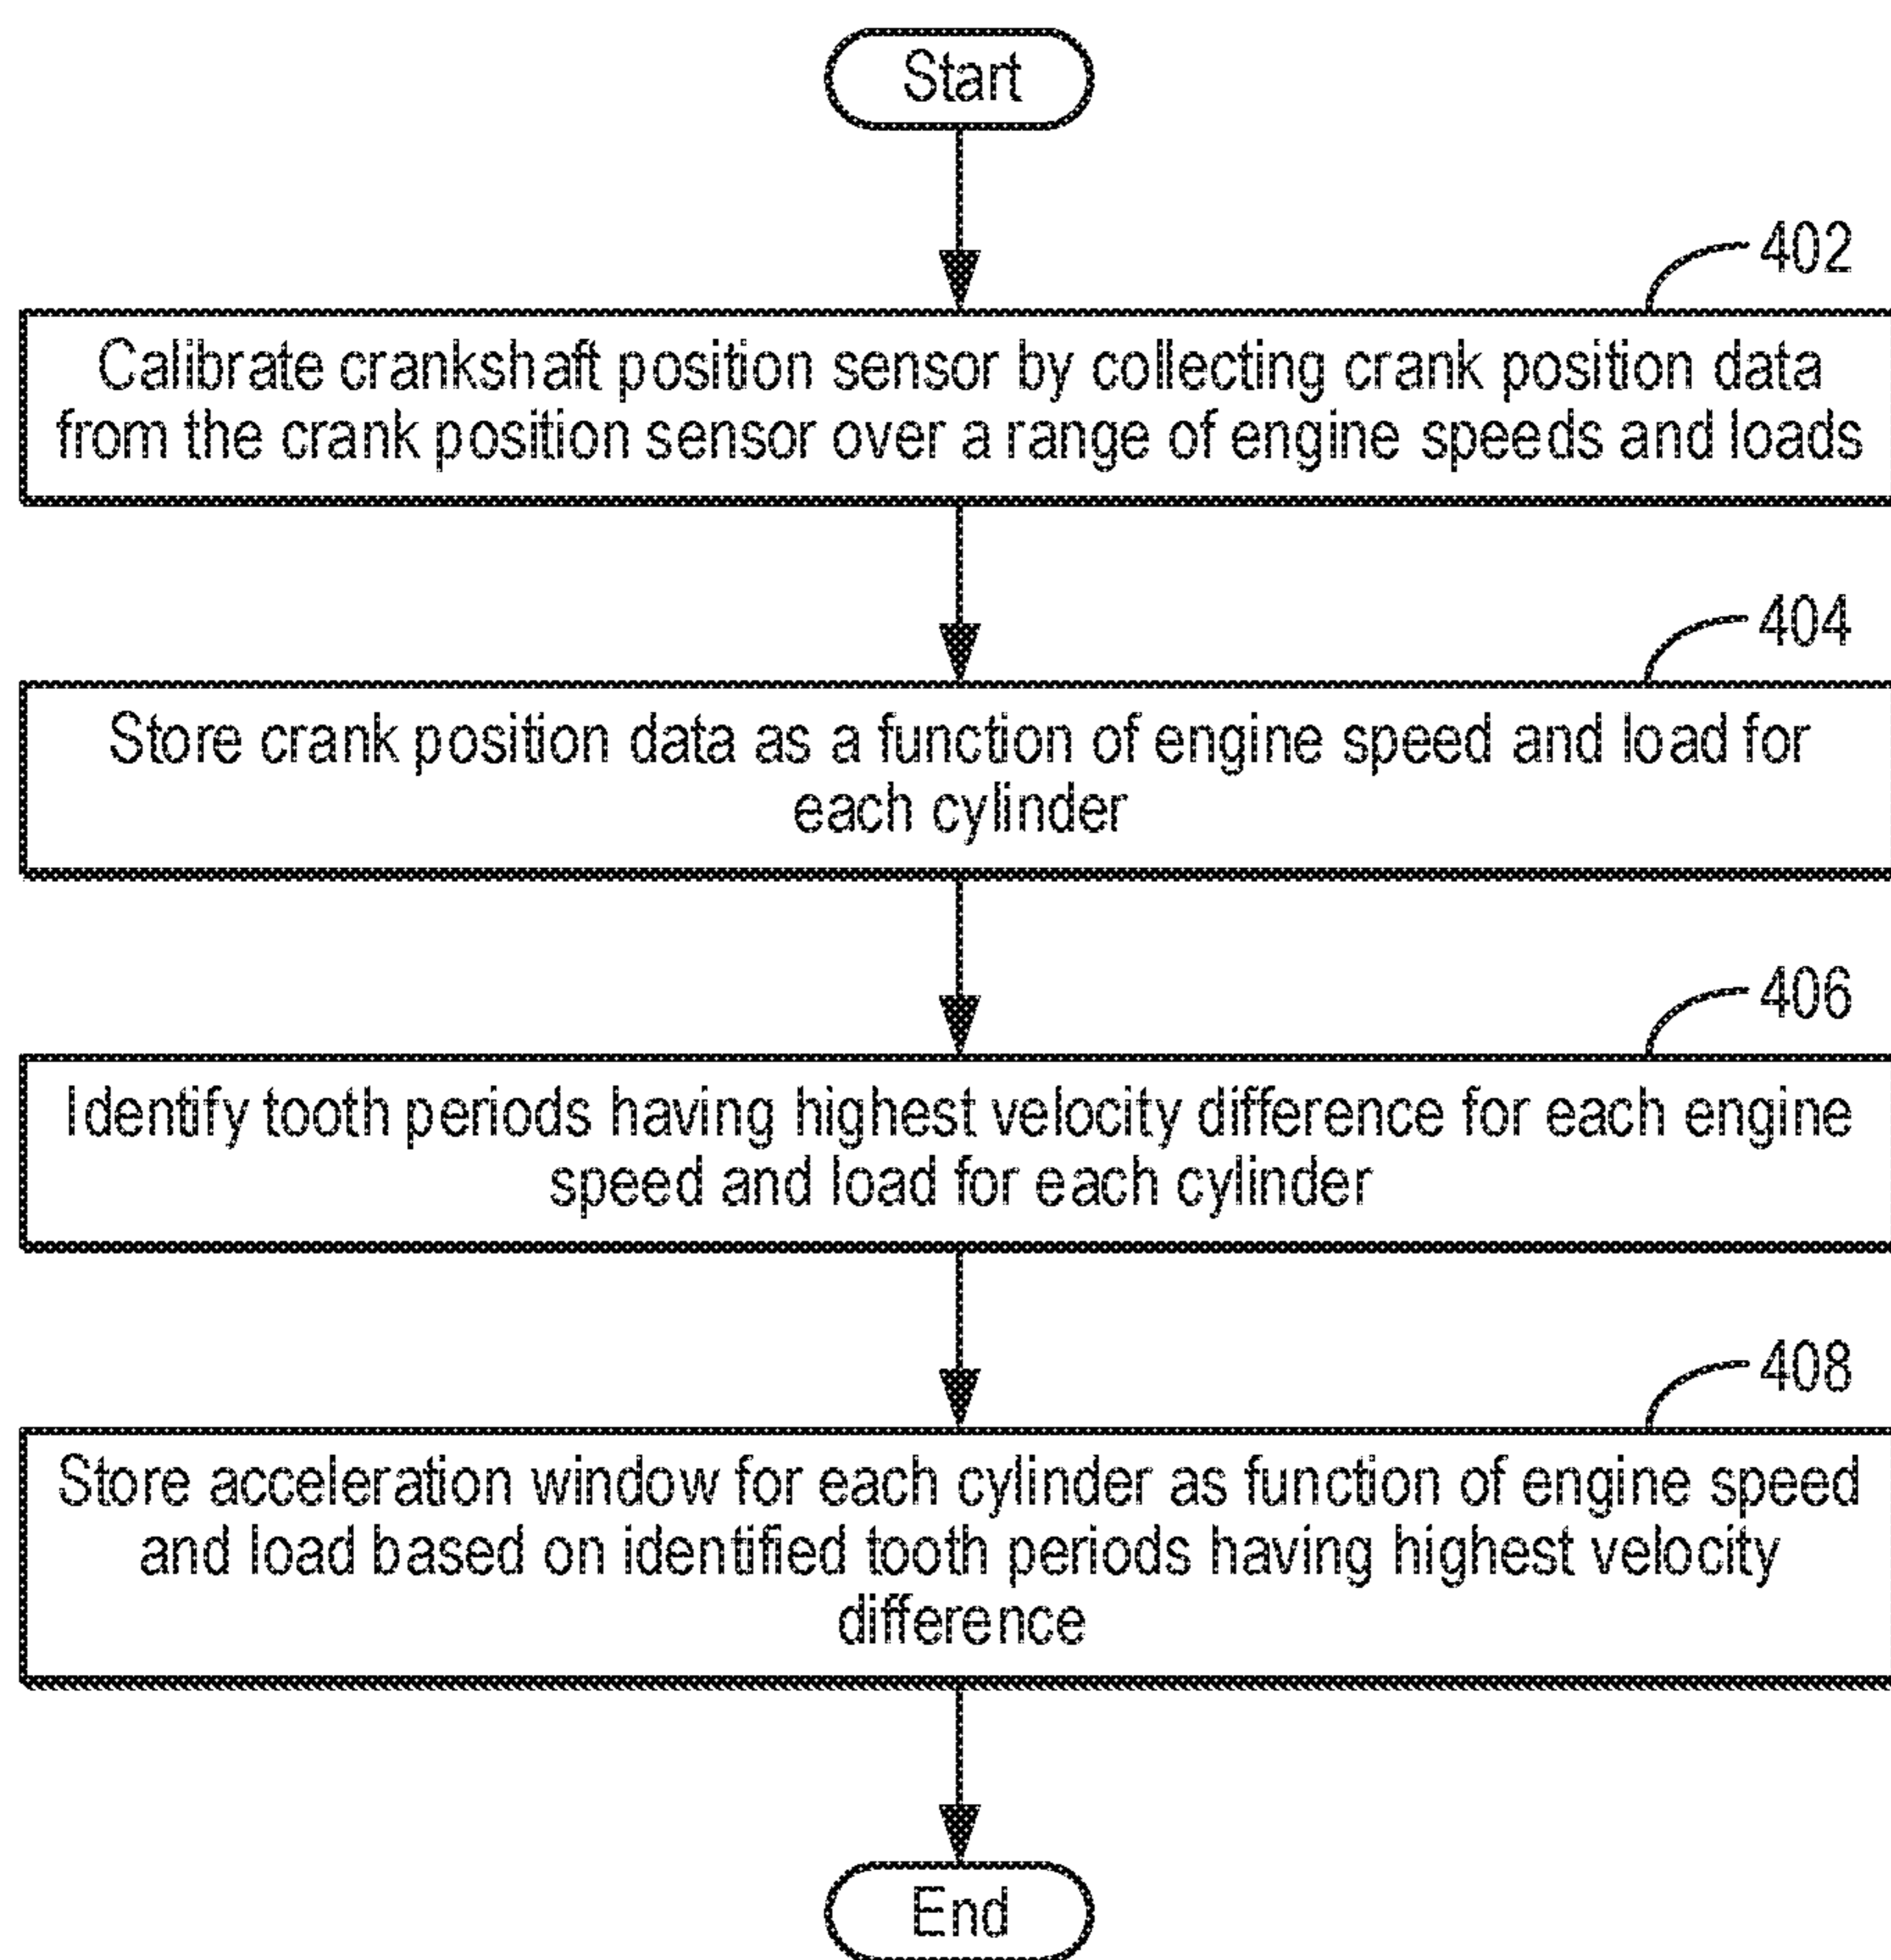 Start
402
Calibrate crankshaft position sensor by collecting crank position data
from the crank position sensor over a range of engine speeds and loads
404
Store crank position data as a function of engine speed and load for
each cylinder
406
Identify tooth periods having highest velocity difference for each engine
speed and load for each cylinder
408
Store acceleration window for each cylinder as function of engine speed
and load based on identified tooth periods having highest velocity
difference
End